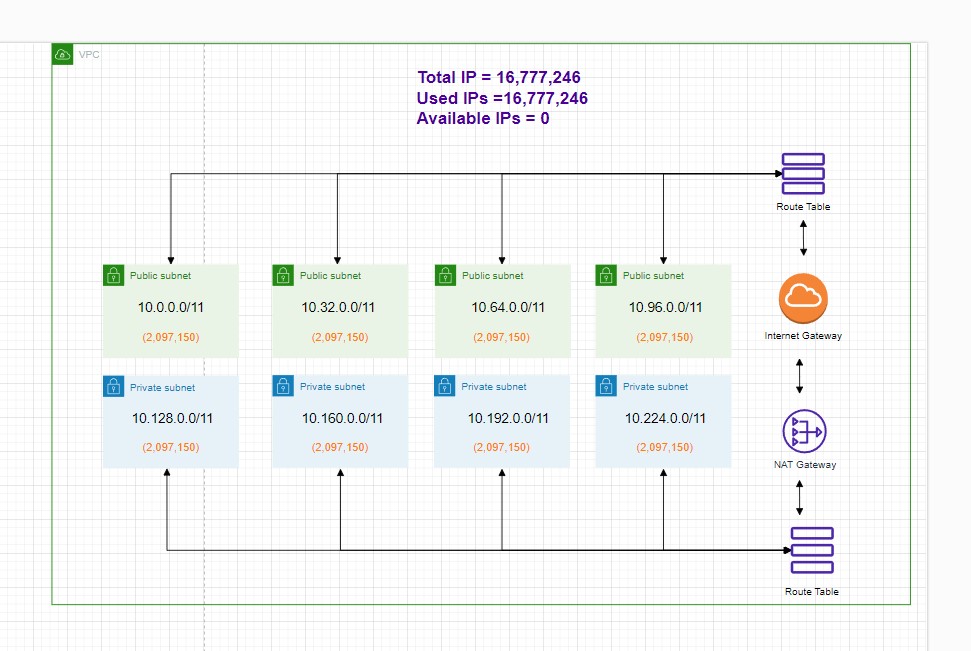 VPC
Total IP = 16,777,246
Used IPs =16,777,246
Available IPs = 0
Route Table
Public subnet
10.0.0.0/11
(2,097,150)
Public subnet
10.32.0.0/11
(2,097,150)
Public subnet
10.64.0.0/11
(2,097,150)
Public subnet
10.96.0.0/11
(2,097,150)
Internet Gateway
Private subnet
10.128.0.0/11
(2,097,150)
Private subnet
10.160.0.0/11
(2,097,150)
Private subnet
10.192.0.0/11
(2,097,150)
Private subnet
10.224.0.0/11
(2,097,150)
NAT Gateway
Route Table